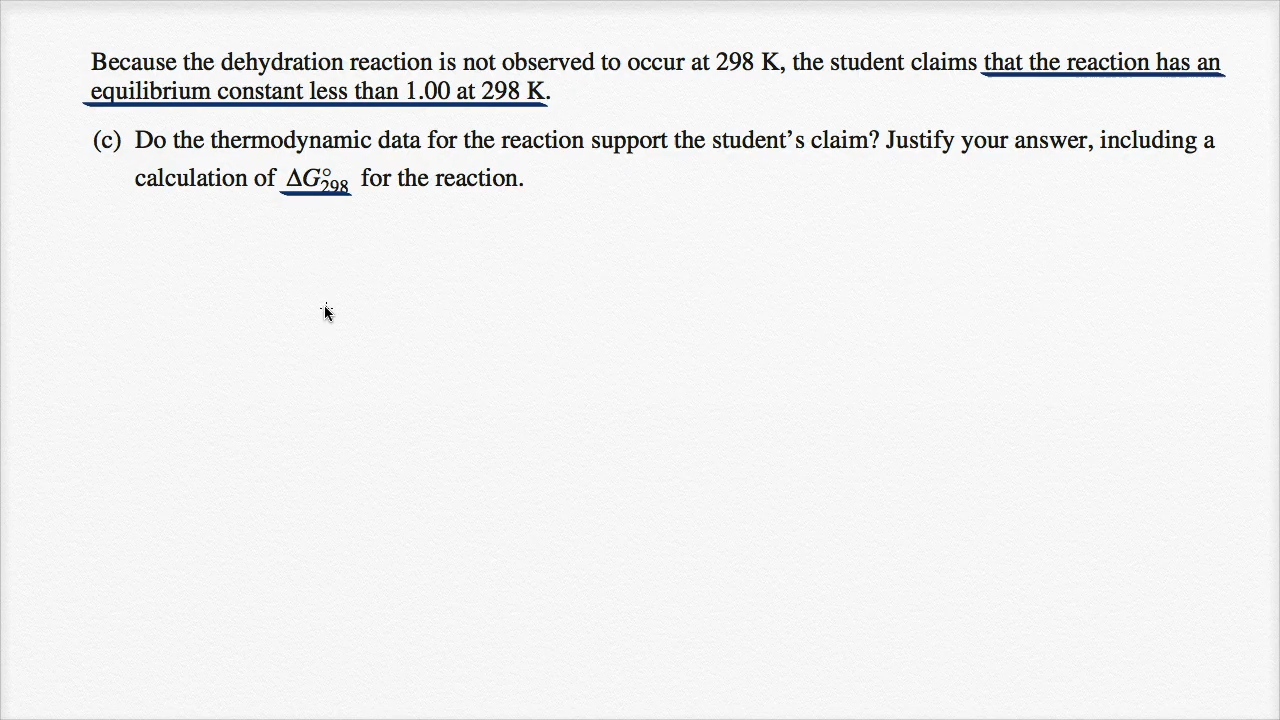 Because the dehydration reaction is not observed to occur at 298 K, the student claims that the reaction has an
equilibrium constant less than 1.00 at 298 K.
(c) Do the thermodynamic data for the reaction support the student’s claim? Justify your answer, including a
calculation of ΔG°298 for the reaction.